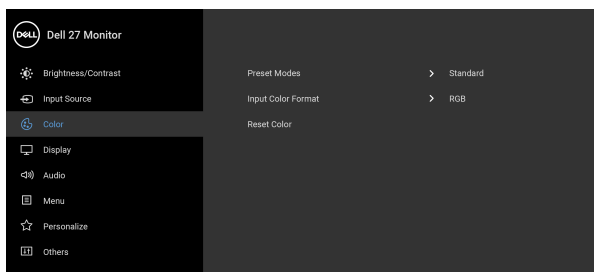 DELL Dell 27 Monitor
Brightness/Contrast
Preset Modes > Standard
Input Source
Input Color Format > RGB
Color
Reset Color
Display
Audio
Menu
Personalize
Others